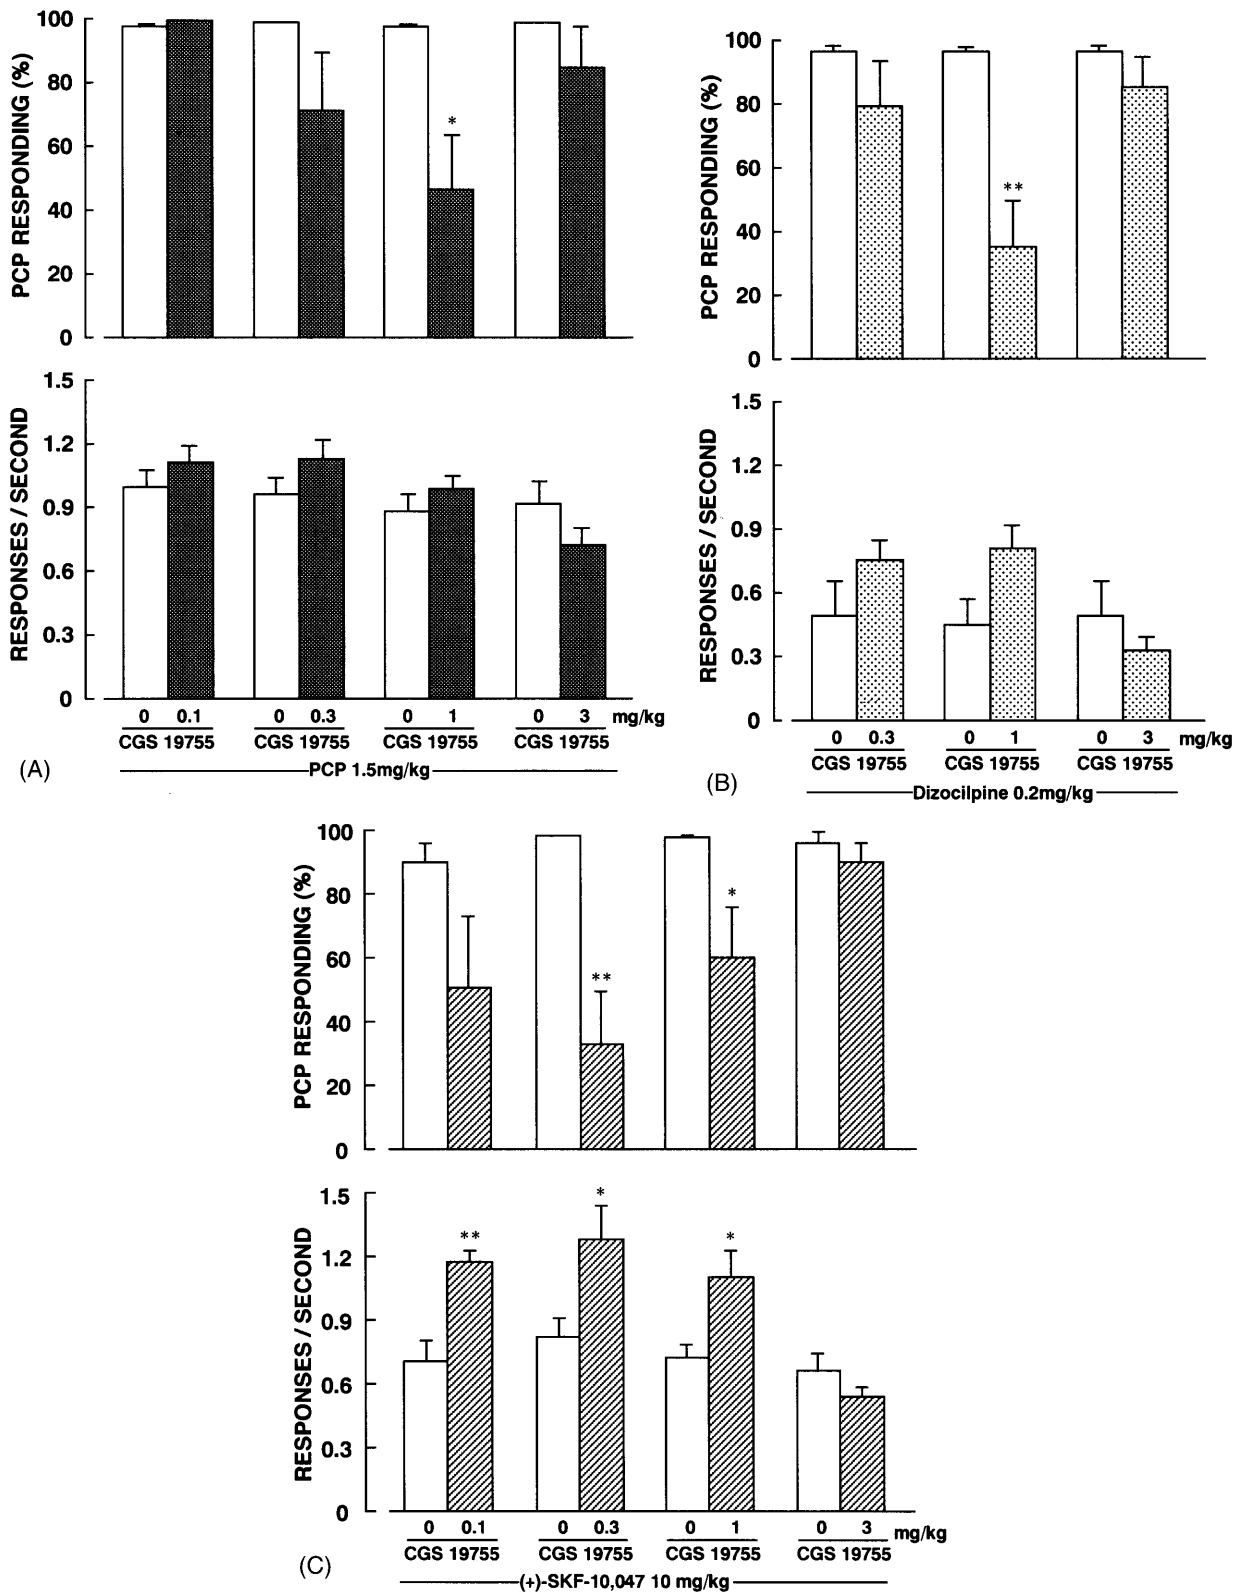 PCP RESPONDING (%)
100
80
60
40
20
0
*
RESPONSES / SECOND
1.5
1.2
0.9
0.6
0.3
0
0 0.1 0 0.3 0 1 0 3 mg/kg
CGS 19755 CGS 19755 CGS 19755 CGS 19755
(A)
PCP 1.5mg/kg
PCP RESPONDING (%)
100
80
60
40
20
0
**
RESPONSES / SECOND
1.5
1.2
0.9
0.6
0.3
0
0 0.3 0 1 0 3 mg/kg
CGS 19755 CGS 19755 CGS 19755
(B)
Dizocilpine 0.2mg/kg
PCP RESPONDING (%)
100
80
60
40
20
0
**
*
RESPONSES / SECOND
1.5
1.2
0.9
0.6
0.3
0
**
*
*
0 0.1 0 0.3 0 1 0 3 mg/kg
CGS 19755 CGS 19755 CGS 19755 CGS 19755
(C)
(+)-SKF-10,047 10 mg/kg